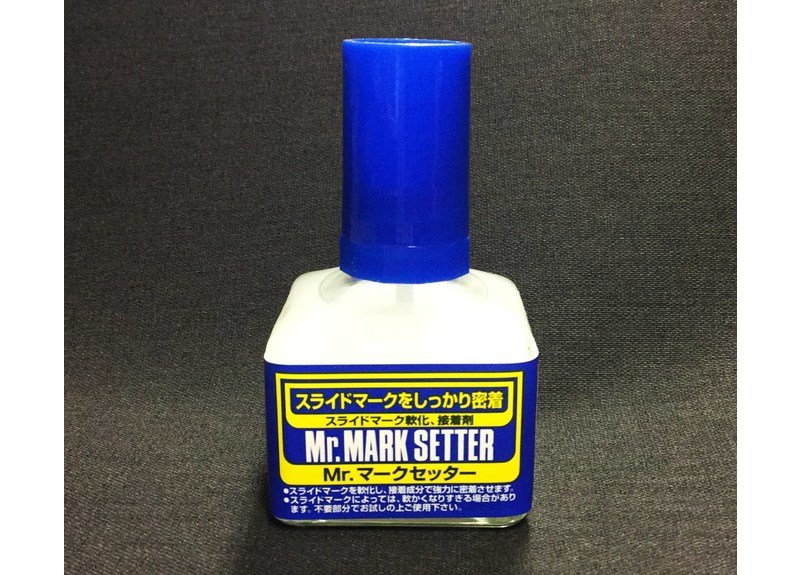 スライドマークをしっかり密着
スライドマーク軟化、接着剤
Mr. MARK SETTER
Mr.マークセッター
●スライドマークを軟化し、接着成分で強力に密着させます。
●スライドマークによっては、軟かくなりすぎる場合があり
ます。不要部分でお試しの上ご使用下さい。